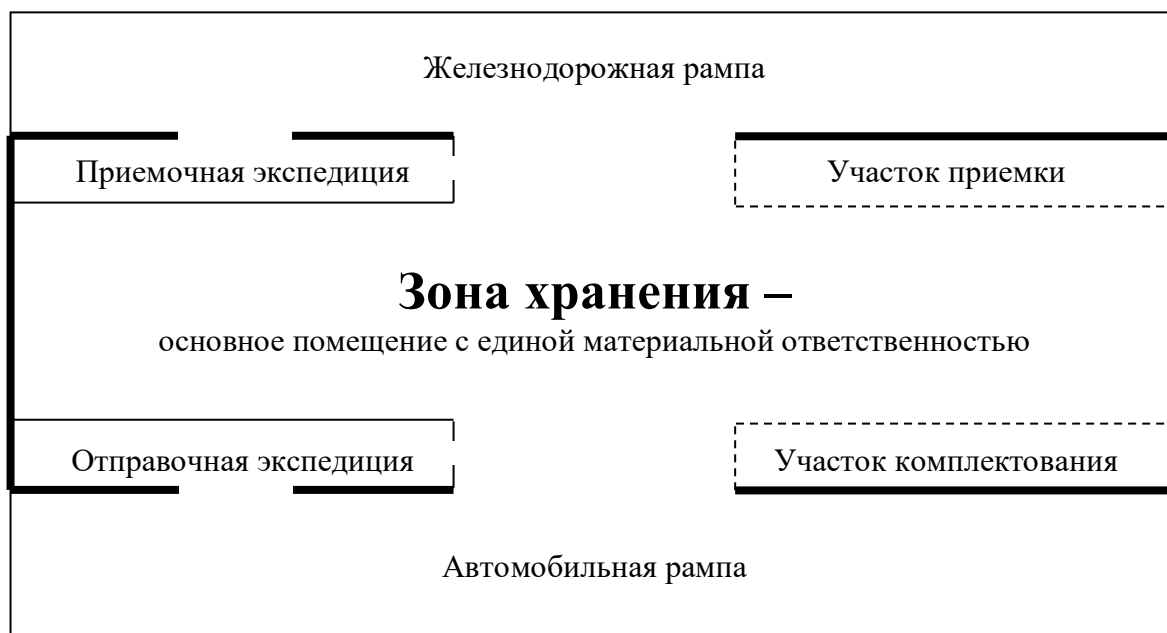 Железнодорожная рампа
Приемочная экспедиция
Участок приемки
Зона хранения –
основное помещение с единой материальной ответственностью
Отправочная экспедиция
Участок комплектования
Автомобильная рампа